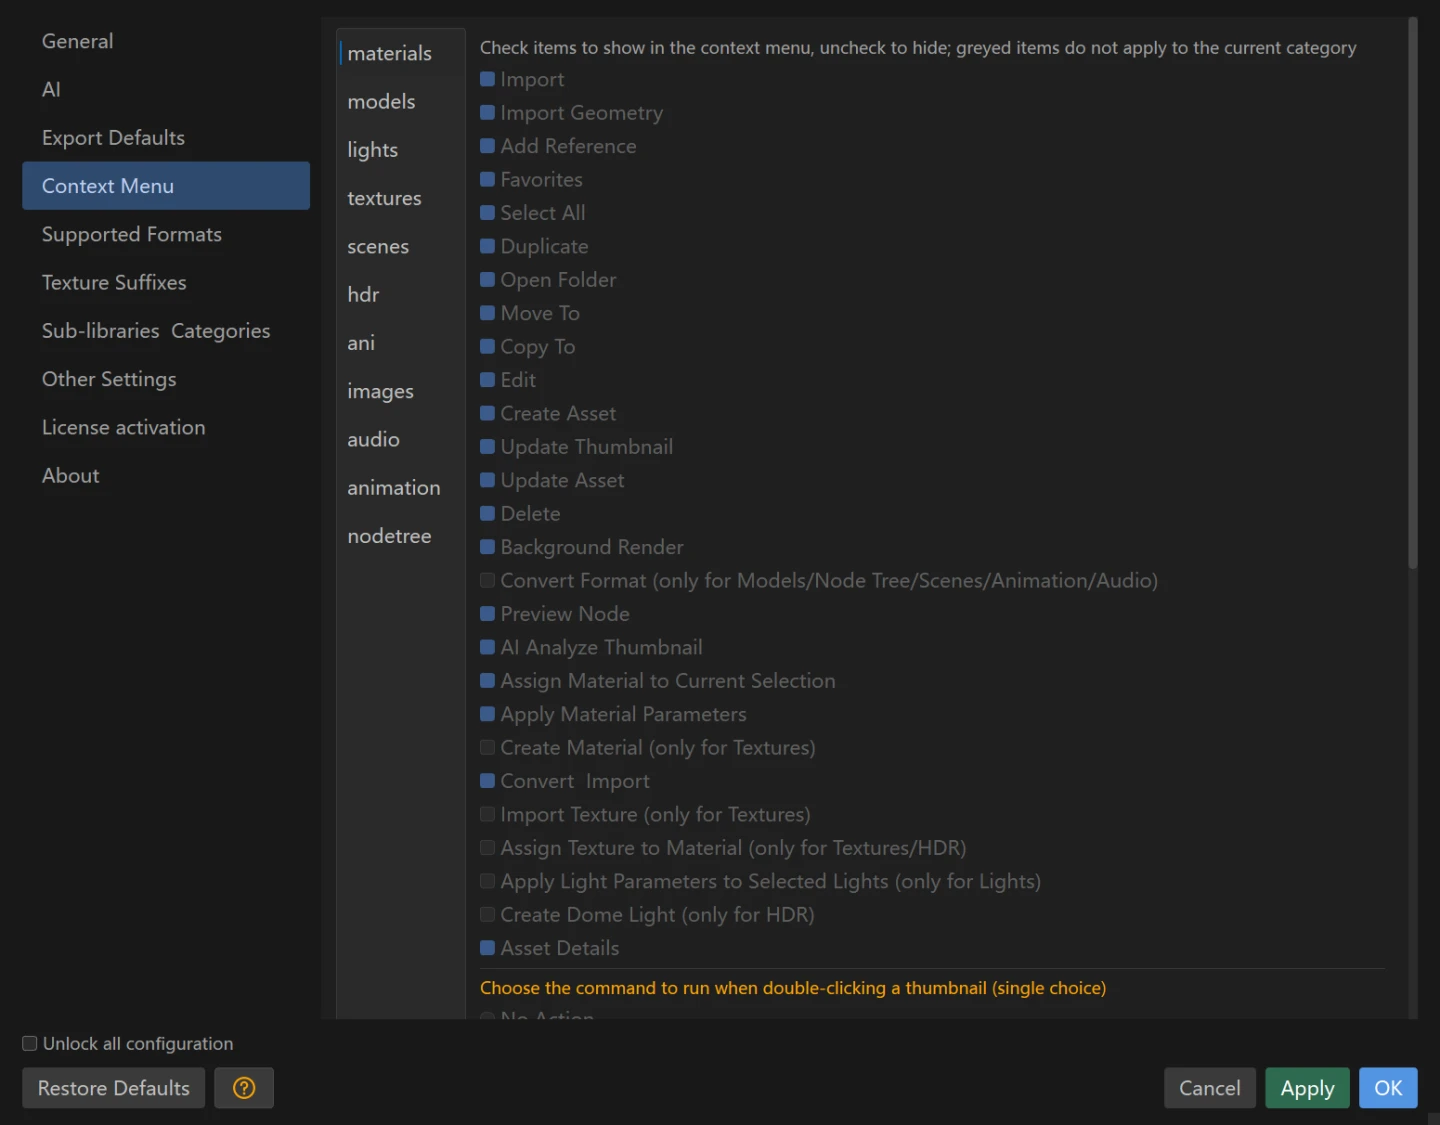 General
AI
Export Defaults
Context Menu
Supported Formats
Texture Suffixes
Sub-libraries  Categories
Other Settings
License activation
About
materials
models
lights
textures
scenes
hdr
ani
images
audio
animation
nodetree
Check items to show in the context menu, uncheck to hide; greyed items do not apply to the current category
Import
Import Geometry
Add Reference
Favorites
Select All
Duplicate
Open Folder
Move To
Copy To
Edit
Create Asset
Update Thumbnail
Update Asset
Delete
Background Render
Convert Format (only for Models/Node Tree/Scenes/Animation/Audio)
Preview Node
AI Analyze Thumbnail
Assign Material to Current Selection
Apply Material Parameters
Create Material (only for Textures)
Convert  Import
Import Texture (only for Textures)
Assign Texture to Material (only for Textures/HDR)
Apply Light Parameters to Selected Lights (only for Lights)
Create Dome Light (only for HDR)
Asset Details
Choose the command to run when double-clicking a thumbnail (single choice)
No Action
Unlock all configuration
Restore Defaults
?
Cancel
Apply
OK